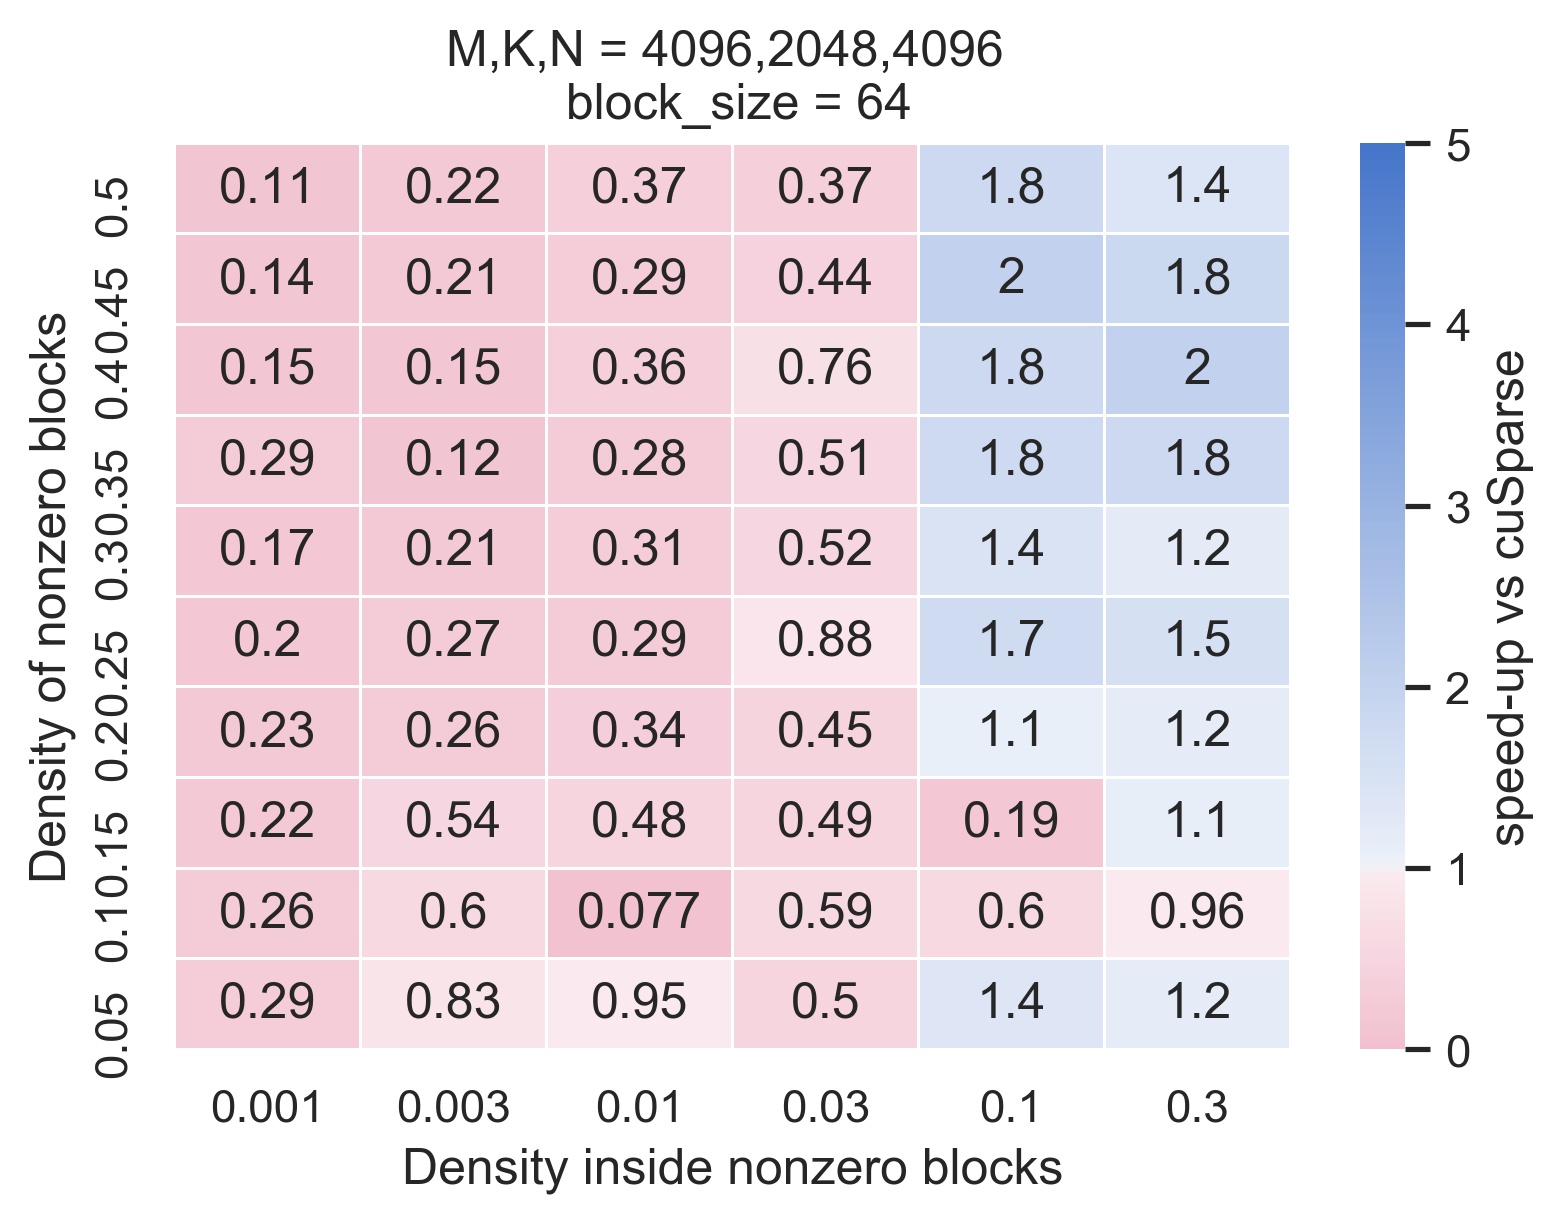 M,K,N = 4096,2048,4096
block_size = 64
Density of nonzero blocks
0.5 0.11 0.22 0.37 0.37 1.8 1.4
0.45 0.14 0.21 0.29 0.44 2 1.8
0.4 0.15 0.15 0.36 0.76 1.8 2
0.35 0.29 0.12 0.28 0.51 1.8 1.8
0.30 0.17 0.21 0.31 0.52 1.4 1.2
0.25 0.2 0.27 0.29 0.88 1.7 1.5
0.20 0.23 0.26 0.34 0.45 1.1 1.2
0.15 0.22 0.54 0.48 0.49 0.19 1.1
0.10 0.26 0.6 0.077 0.59 0.6 0.96
0.05 0.29 0.83 0.95 0.5 1.4 1.2
0.001 0.003 0.01 0.03 0.1 0.3
Density inside nonzero blocks
5
4
3
2
1
0
speed-up vs cuSparse